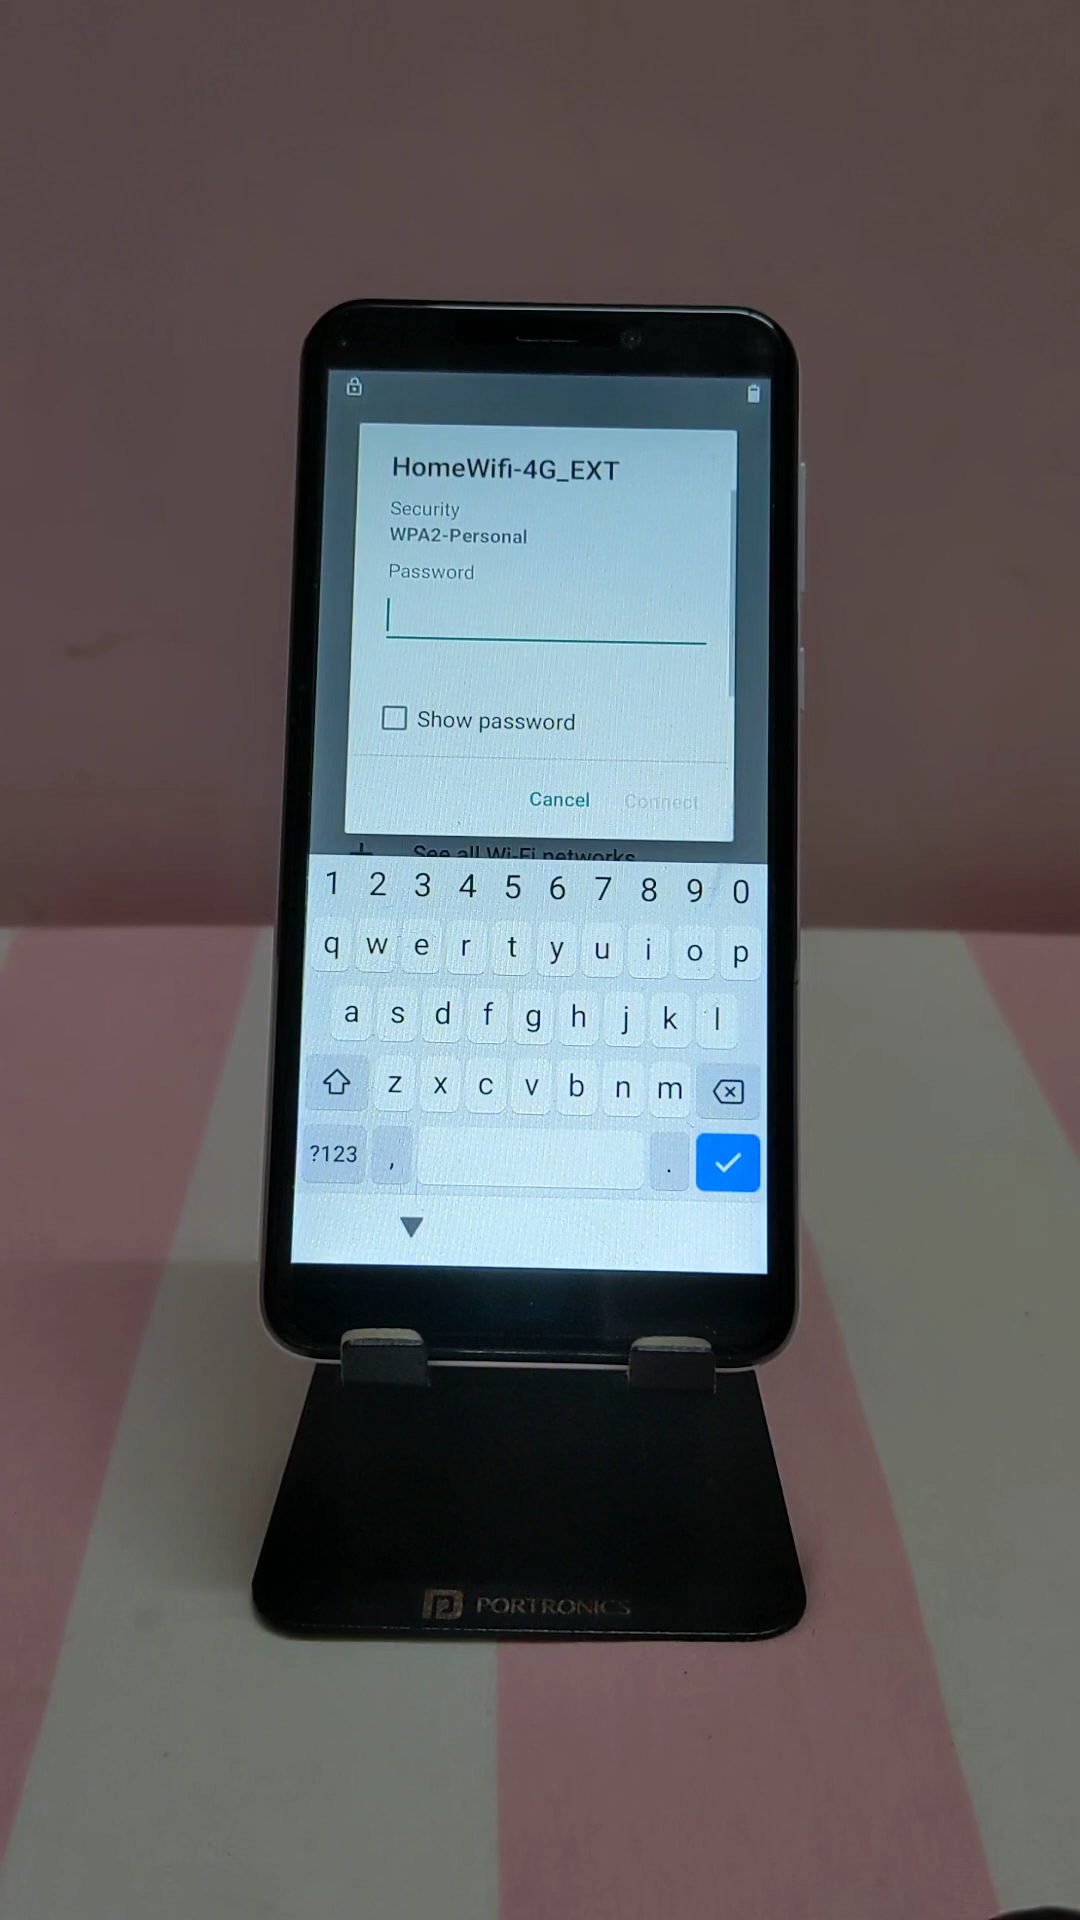 HomeWifi-4G_EXT
Security
WPA2-Personal
Password
Show password
Cancel Connect
See all Wi-Fi networks
1 2 3 4 5 6 7 8 9 0
q w e r t y u i o p
a s d f g h j k l
z x c v b n m
?123 , .
PORTRONICS